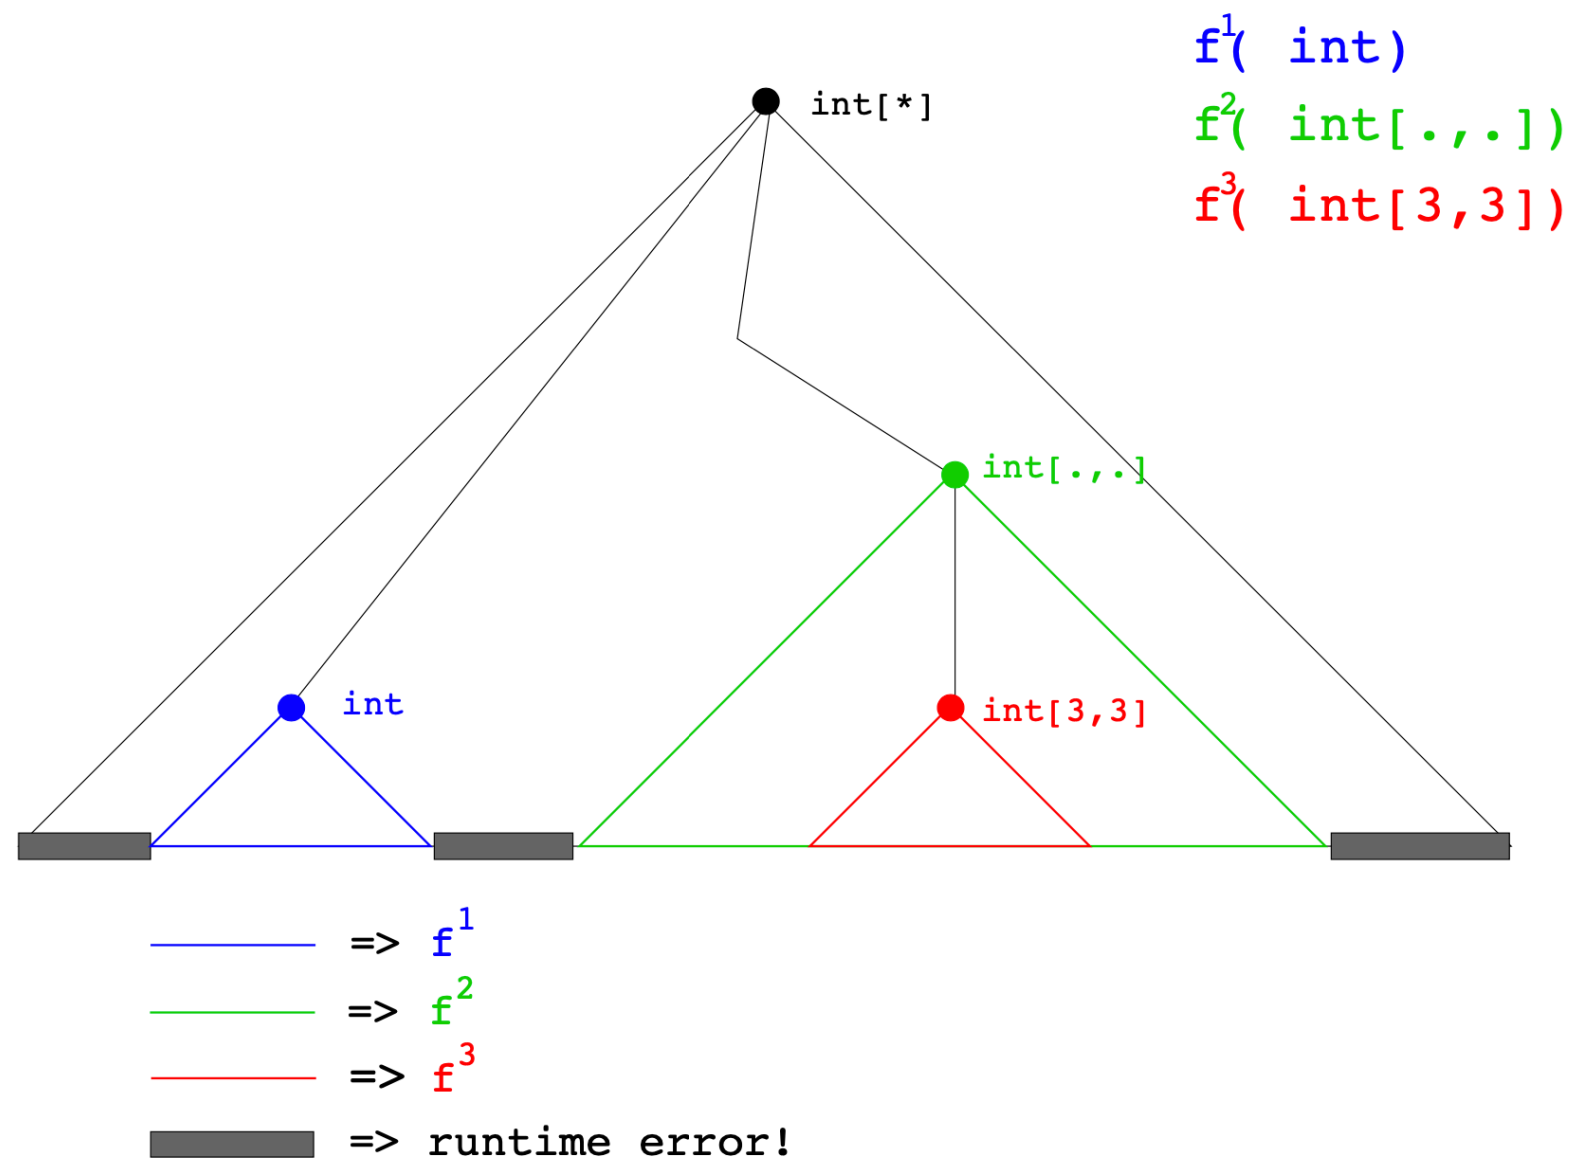 f¹( int)
int[*]
f²( int[.,.])
f³( int[3,3])
int[.,.]
int
int[3,3]
=> f¹
=> f²
=> f³
=> runtime error!